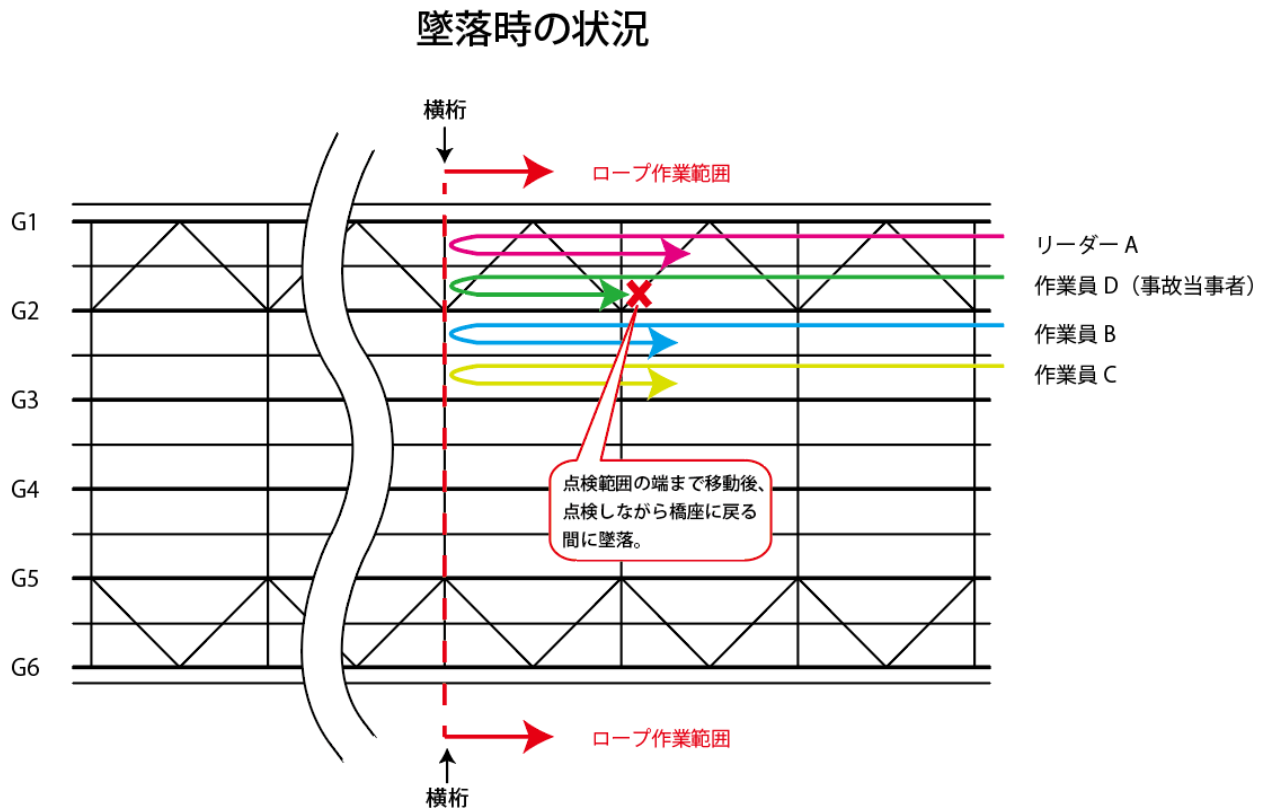 墜落時の状況
横桁
ロープ作業範囲
G1
リーダー A
作業員 D（事故当事者）
G2
作業員 B
作業員 C
G3
点検範囲の端まで移動後、
点検しながら橋座に戻る
間に墜落。
G4
G5
G6
ロープ作業範囲
横桁